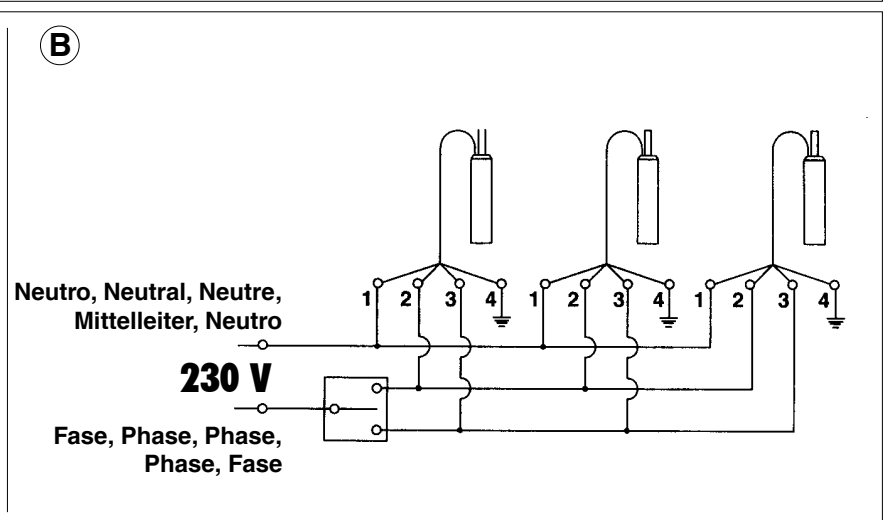 B
Neutro, Neutral, Neutre,
Mittelleiter, Neutro
1 2 3 4 1 2 3 4 1 2 3 4
230 V
Fase, Phase, Phase,
Phase, Fase